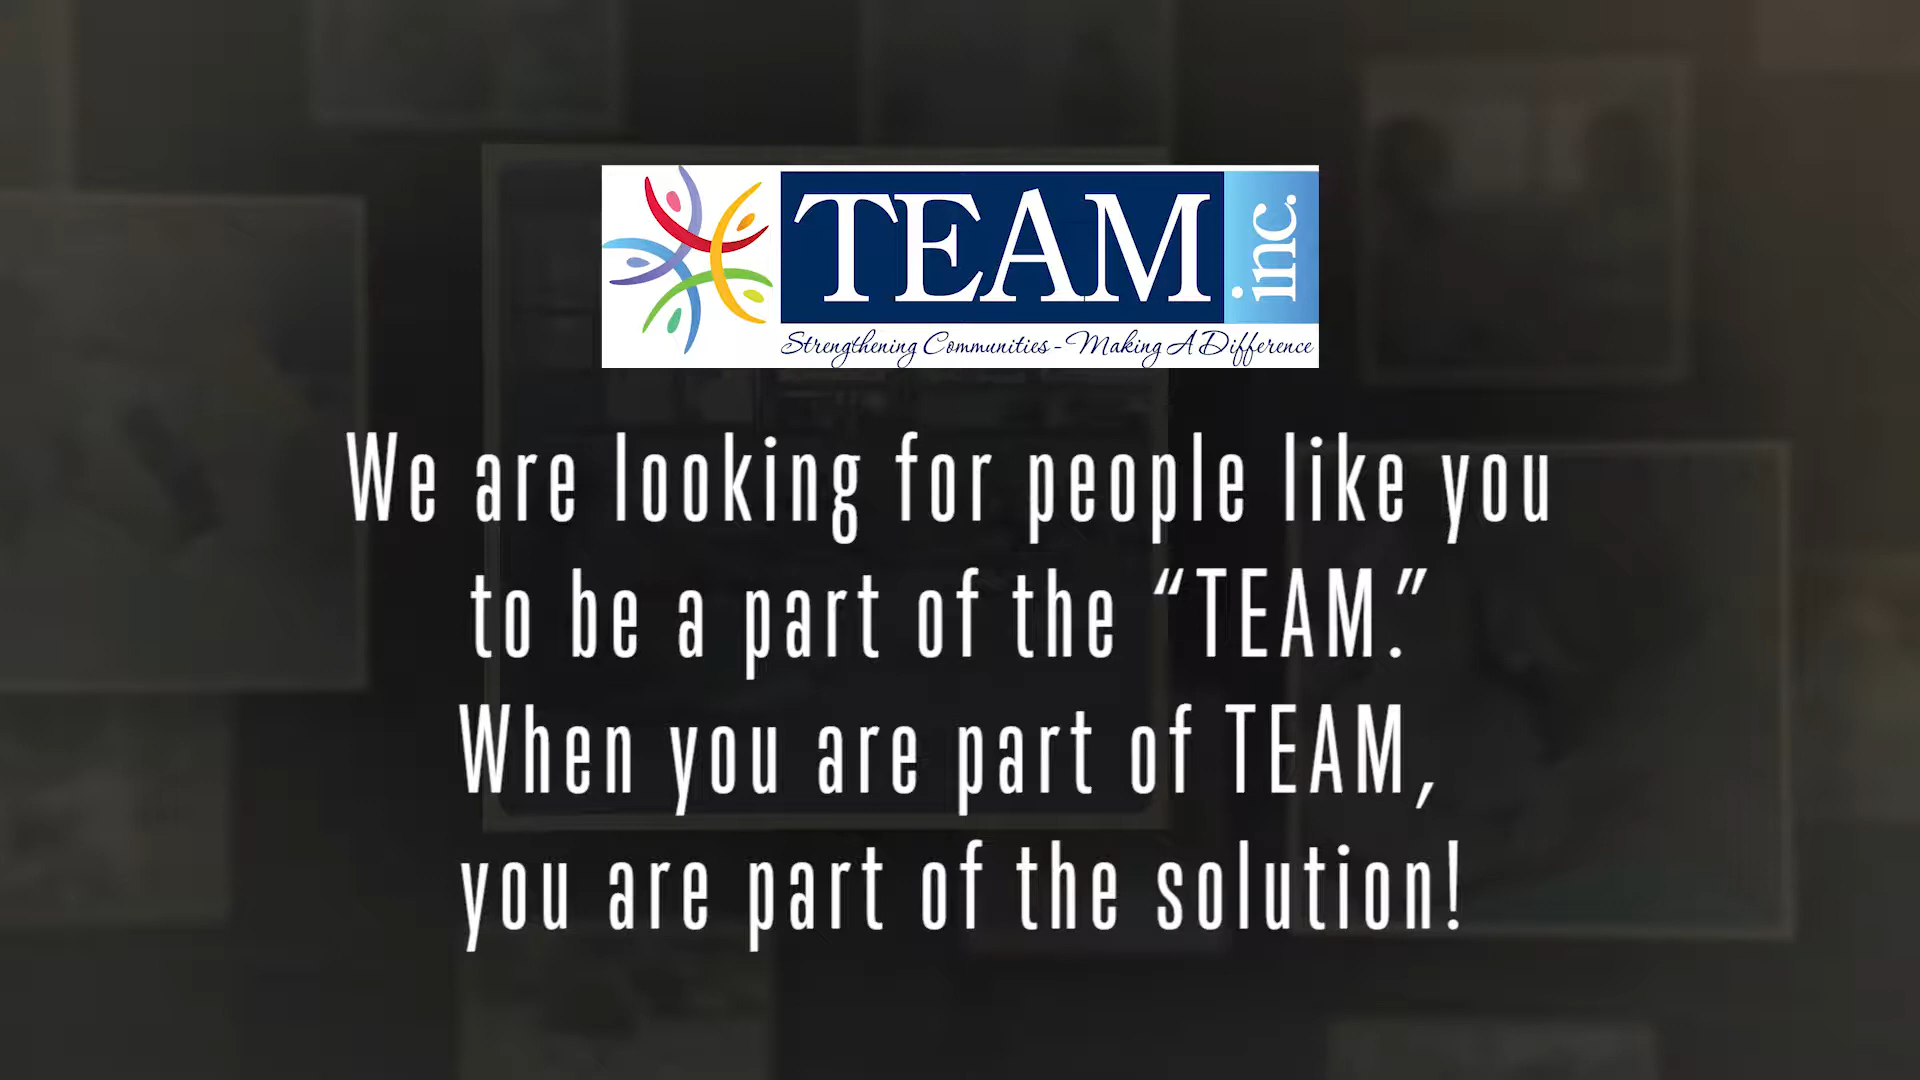 TEAM inc.
Strengthening Communities - Making A Difference
We are looking for people like you
to be a part of the “TEAM.”
When you are part of TEAM,
you are part of the solution!